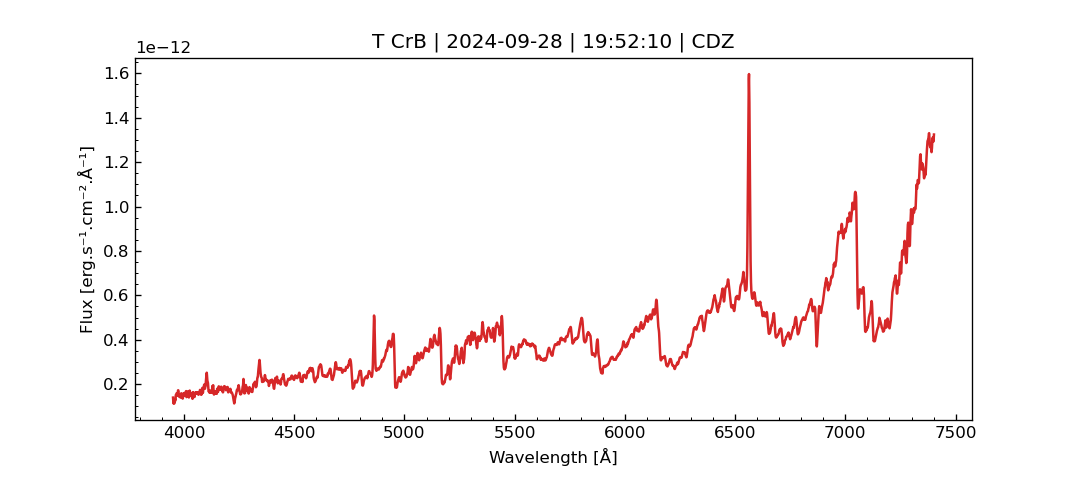 T CrB | 2024-09-28 | 19:52:10 | CDZ
1e−12
1.6
1.4
1.2
1.0
0.8
0.6
0.4
0.2
Flux [erg.s⁻¹.cm⁻².Å⁻¹]
4000 4500 5000 5500 6000 6500 7000 7500
Wavelength [Å]